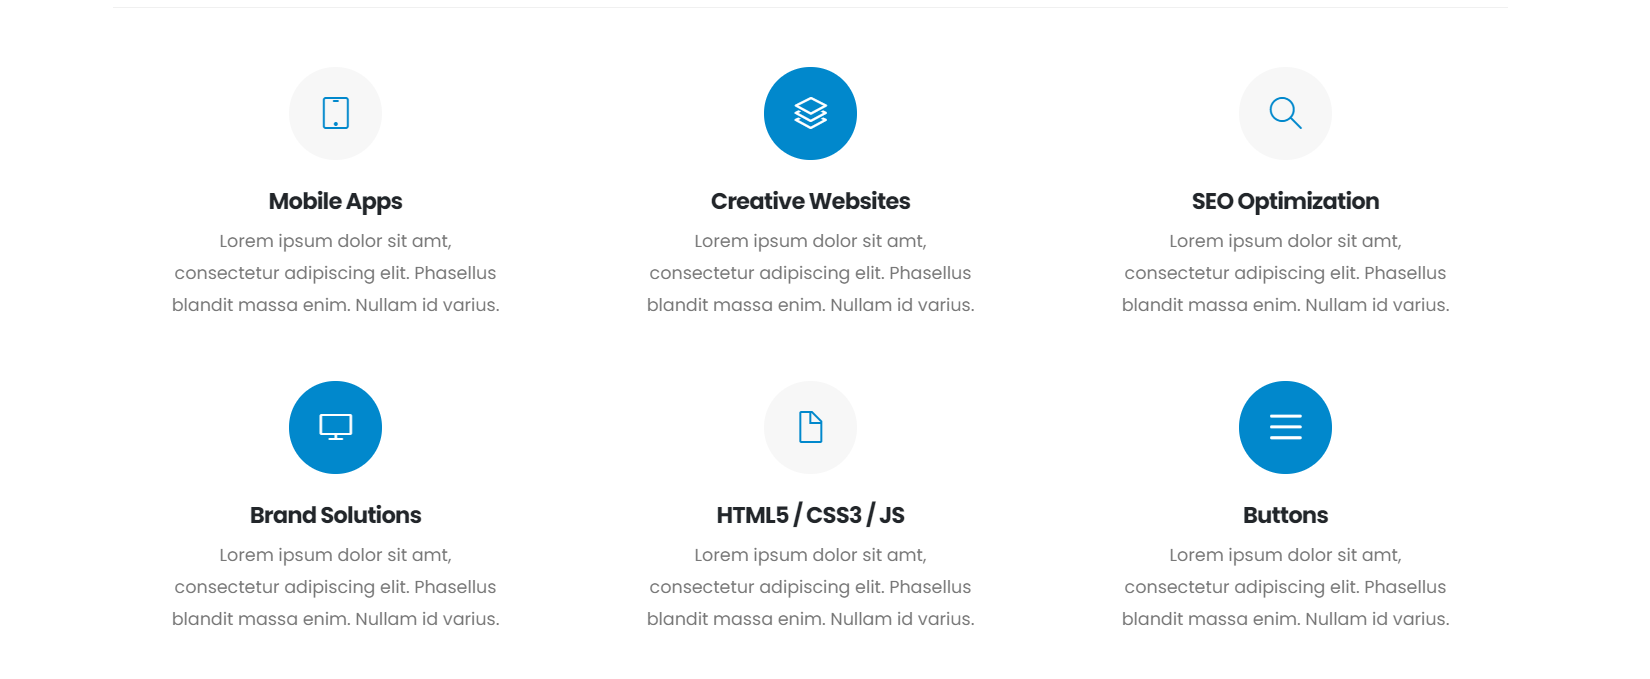 Mobile Apps
Lorem ipsum dolor sit amt,
consectetur adipiscing elit. Phasellus
blandit massa enim. Nullam id varius.
Creative Websites
Lorem ipsum dolor sit amt,
consectetur adipiscing elit. Phasellus
blandit massa enim. Nullam id varius.
SEO Optimization
Lorem ipsum dolor sit amt,
consectetur adipiscing elit. Phasellus
blandit massa enim. Nullam id varius.
Brand Solutions
Lorem ipsum dolor sit amt,
consectetur adipiscing elit. Phasellus
blandit massa enim. Nullam id varius.
HTML5 / CSS3 / JS
Lorem ipsum dolor sit amt,
consectetur adipiscing elit. Phasellus
blandit massa enim. Nullam id varius.
Buttons
Lorem ipsum dolor sit amt,
consectetur adipiscing elit. Phasellus
blandit massa enim. Nullam id varius.